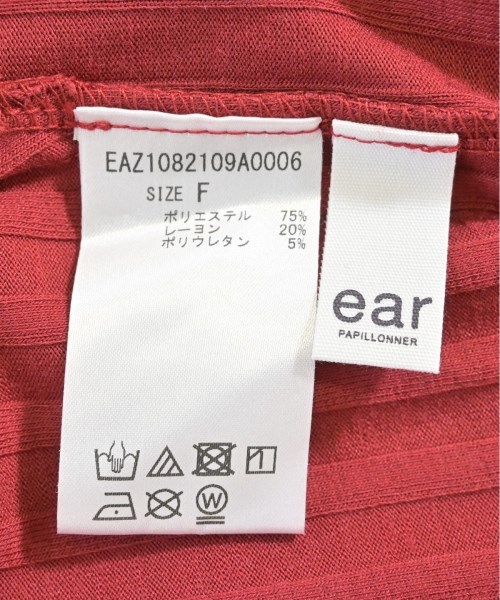 EAZ1082109A0006
SIZE F
ポリエステル 75%
レーヨン 20%
ポリウレタン 5%
W
ear
PAPILLONNER